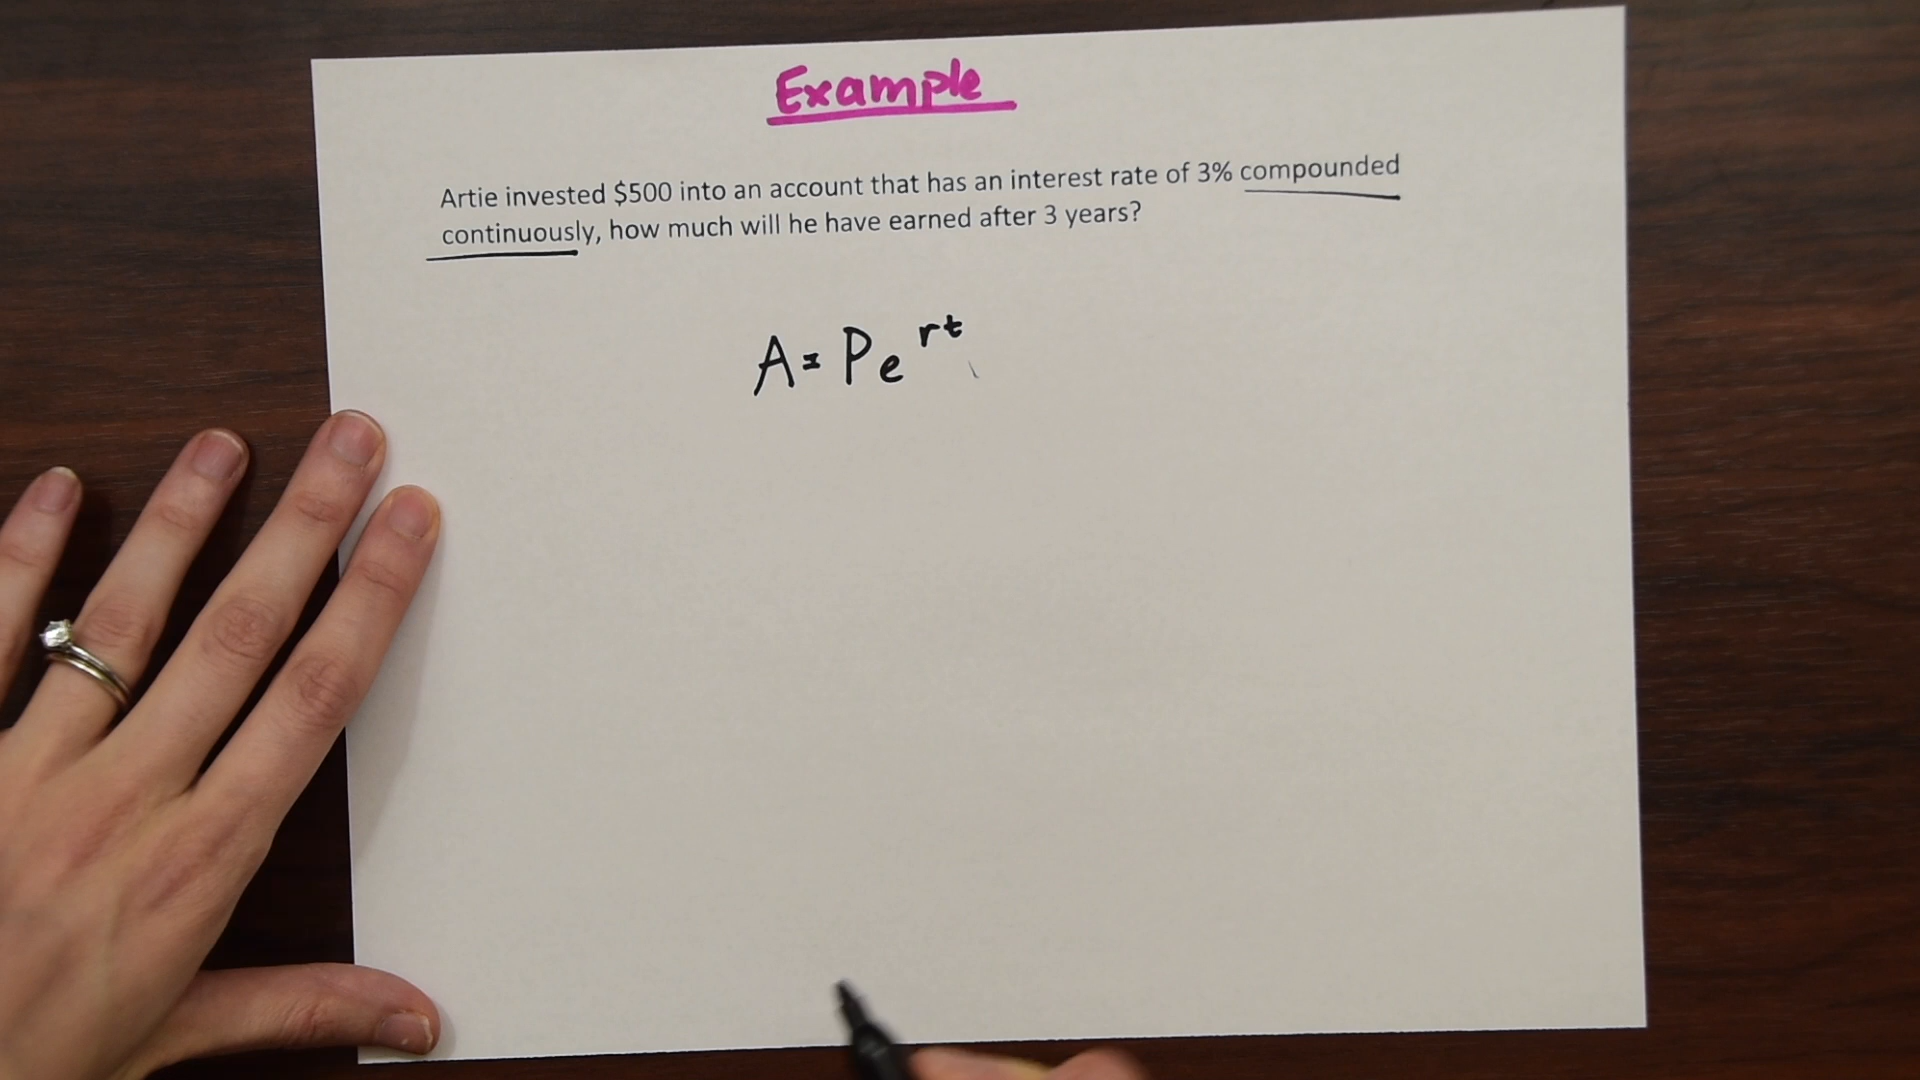 Example
Artie invested $500 into an account that has an interest rate of 3% compounded
continuously, how much will he have earned after 3 years?
A = Pe^rt